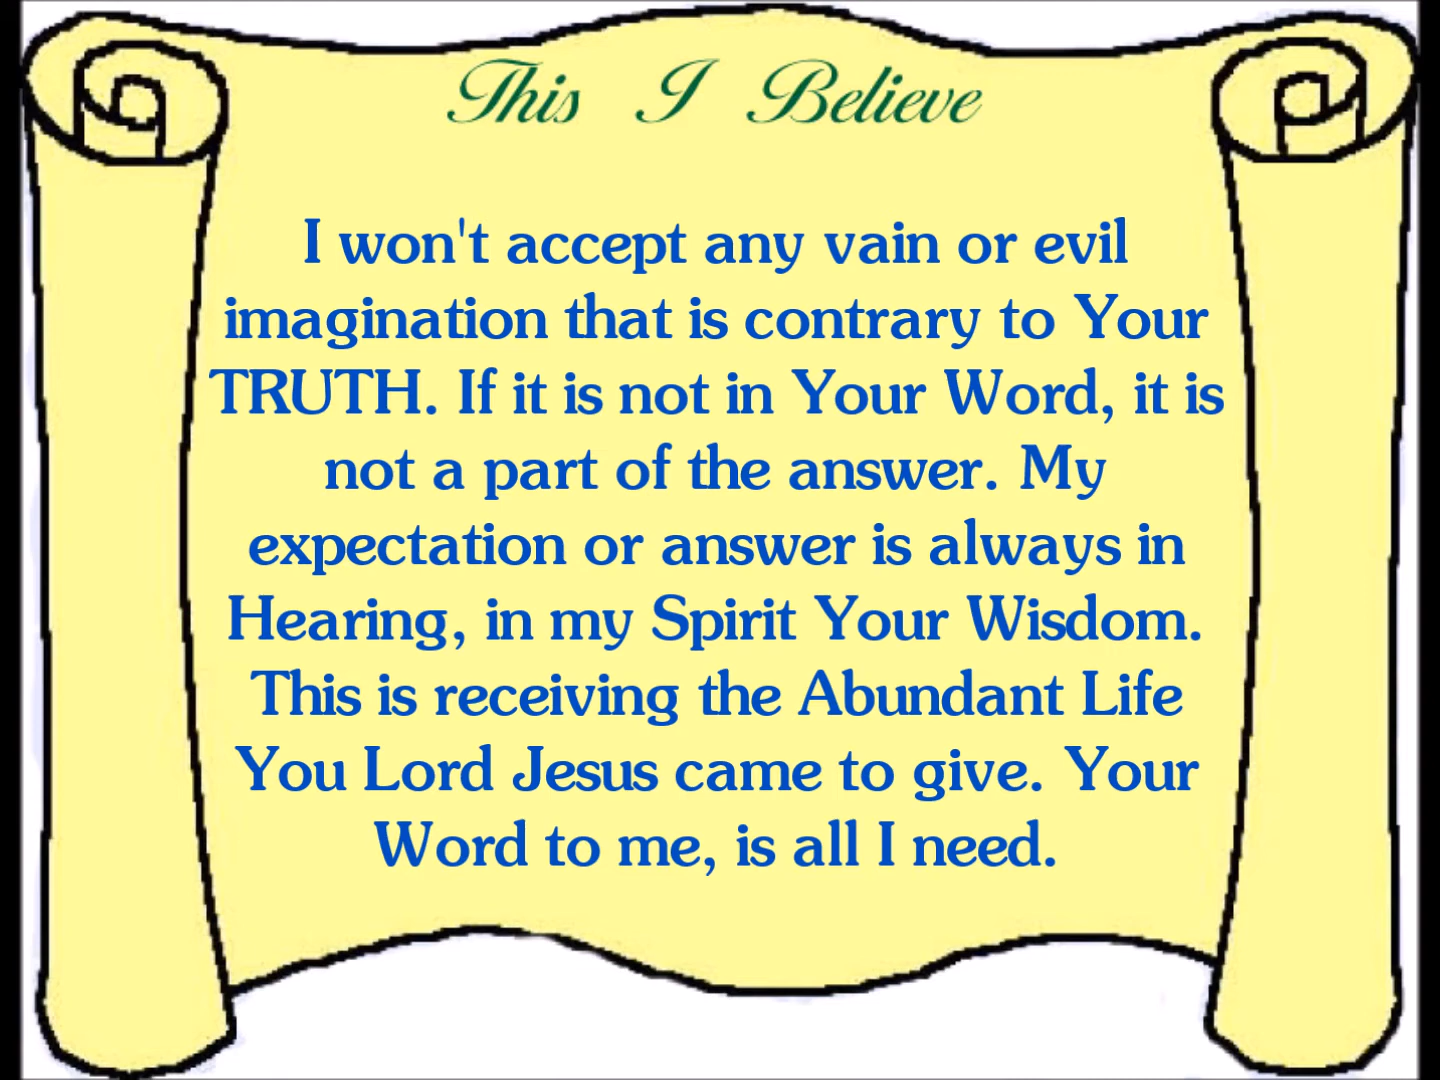 This I Believe
I won't accept any vain or evil
imagination that is contrary to Your
TRUTH. If it is not in Your Word, it is
not a part of the answer. My
expectation or answer is always in
Hearing, in my Spirit Your Wisdom.
This is receiving the Abundant Life
You Lord Jesus came to give. Your
Word to me, is all I need.